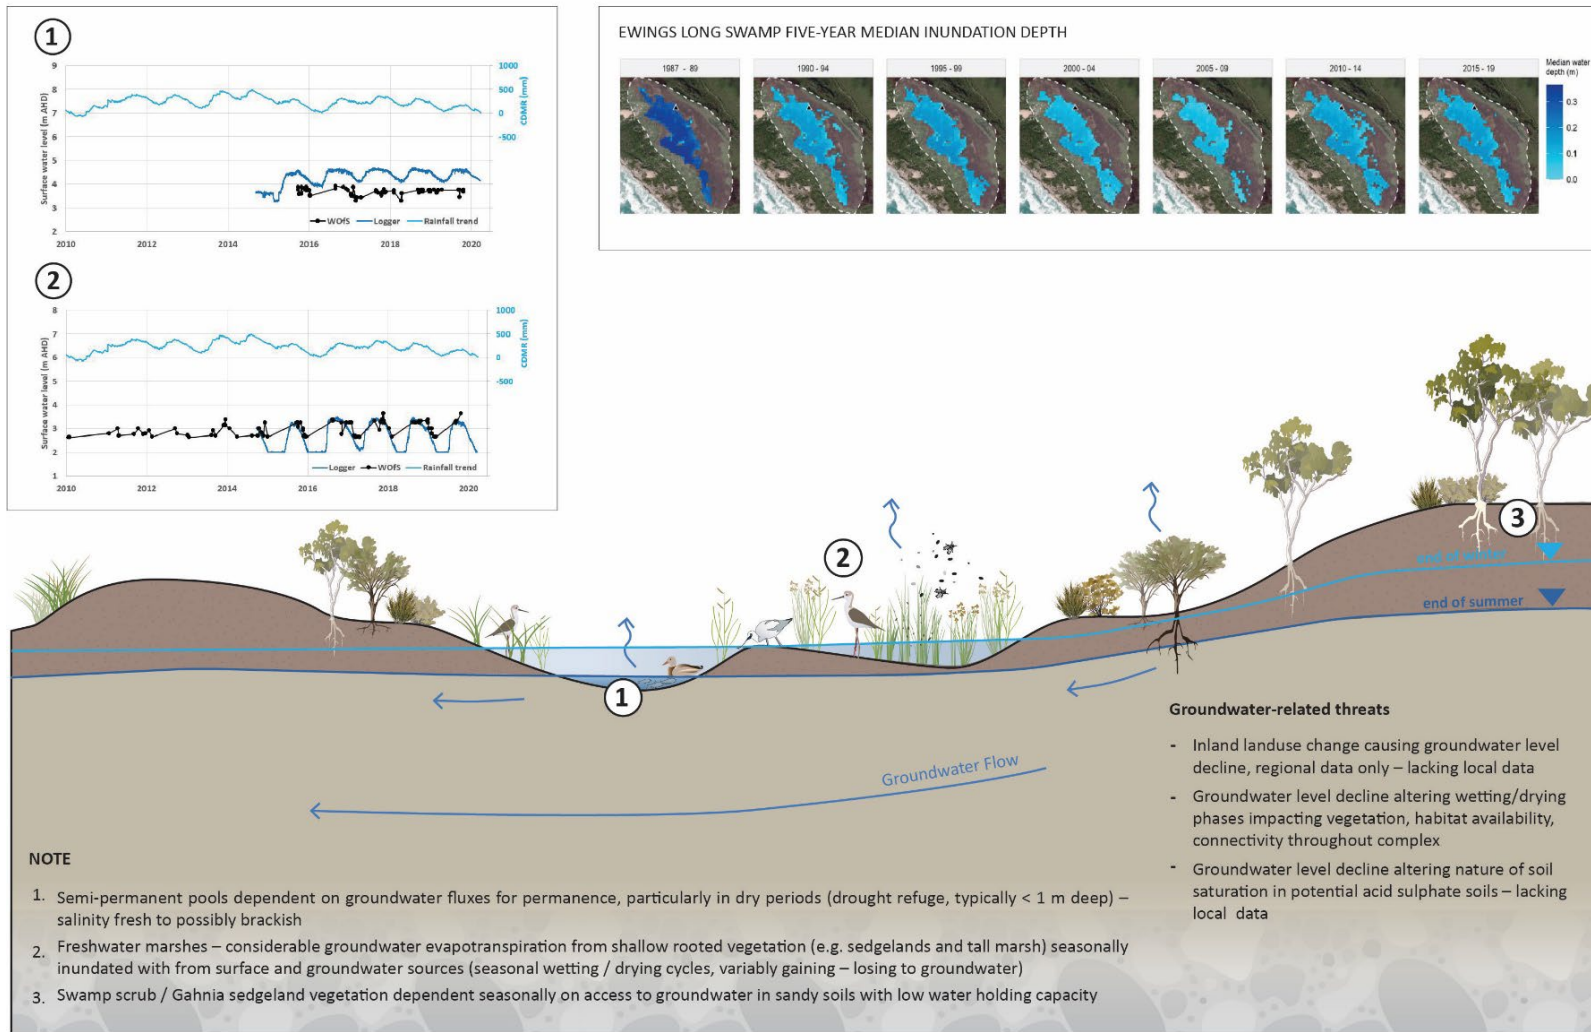 1
9
8
7
6
5
4
3
2
Surface water level (m AHD)
1000
500
0
-500
CDMR (mm)
WOfS Logger Rainfall trend
2010 2012 2014 2016 2018 2020
2
8
7
6
5
4
3
2
1
Surface water level (m AHD)
1000
500
0
-500
CDMR (mm)
Logger WOfS Rainfall trend
2010 2012 2014 2016 2018 2020
EWINGS LONG SWAMP FIVE-YEAR MEDIAN INUNDATION DEPTH
1987 - 89 1990 - 94 1995 - 99 2000 - 04 2005 - 09 2010 - 14 2015 - 19
Median water
depth (m)
0.3
0.2
0.1
0.0
3
2
end of winter
end of summer
1
Groundwater Flow
Groundwater-related threats
- Inland landuse change causing groundwater level
decline, regional data only – lacking local data
- Groundwater level decline altering wetting/drying
phases impacting vegetation, habitat availability,
connectivity throughout complex
- Groundwater level decline altering nature of soil
saturation in potential acid sulphate soils – lacking
local data
NOTE
1. Semi-permanent pools dependent on groundwater fluxes for permanence, particularly in dry periods (drought refuge, typically < 1 m deep) –
salinity fresh to possibly brackish
2. Freshwater marshes – considerable groundwater evapotranspiration from shallow rooted vegetation (e.g. sedgelands and tall marsh) seasonally
inundated with from surface and groundwater sources (seasonal wetting / drying cycles, variably gaining – losing to groundwater)
3. Swamp scrub / Gahnia sedgeland vegetation dependent seasonally on access to groundwater in sandy soils with low water holding capacity